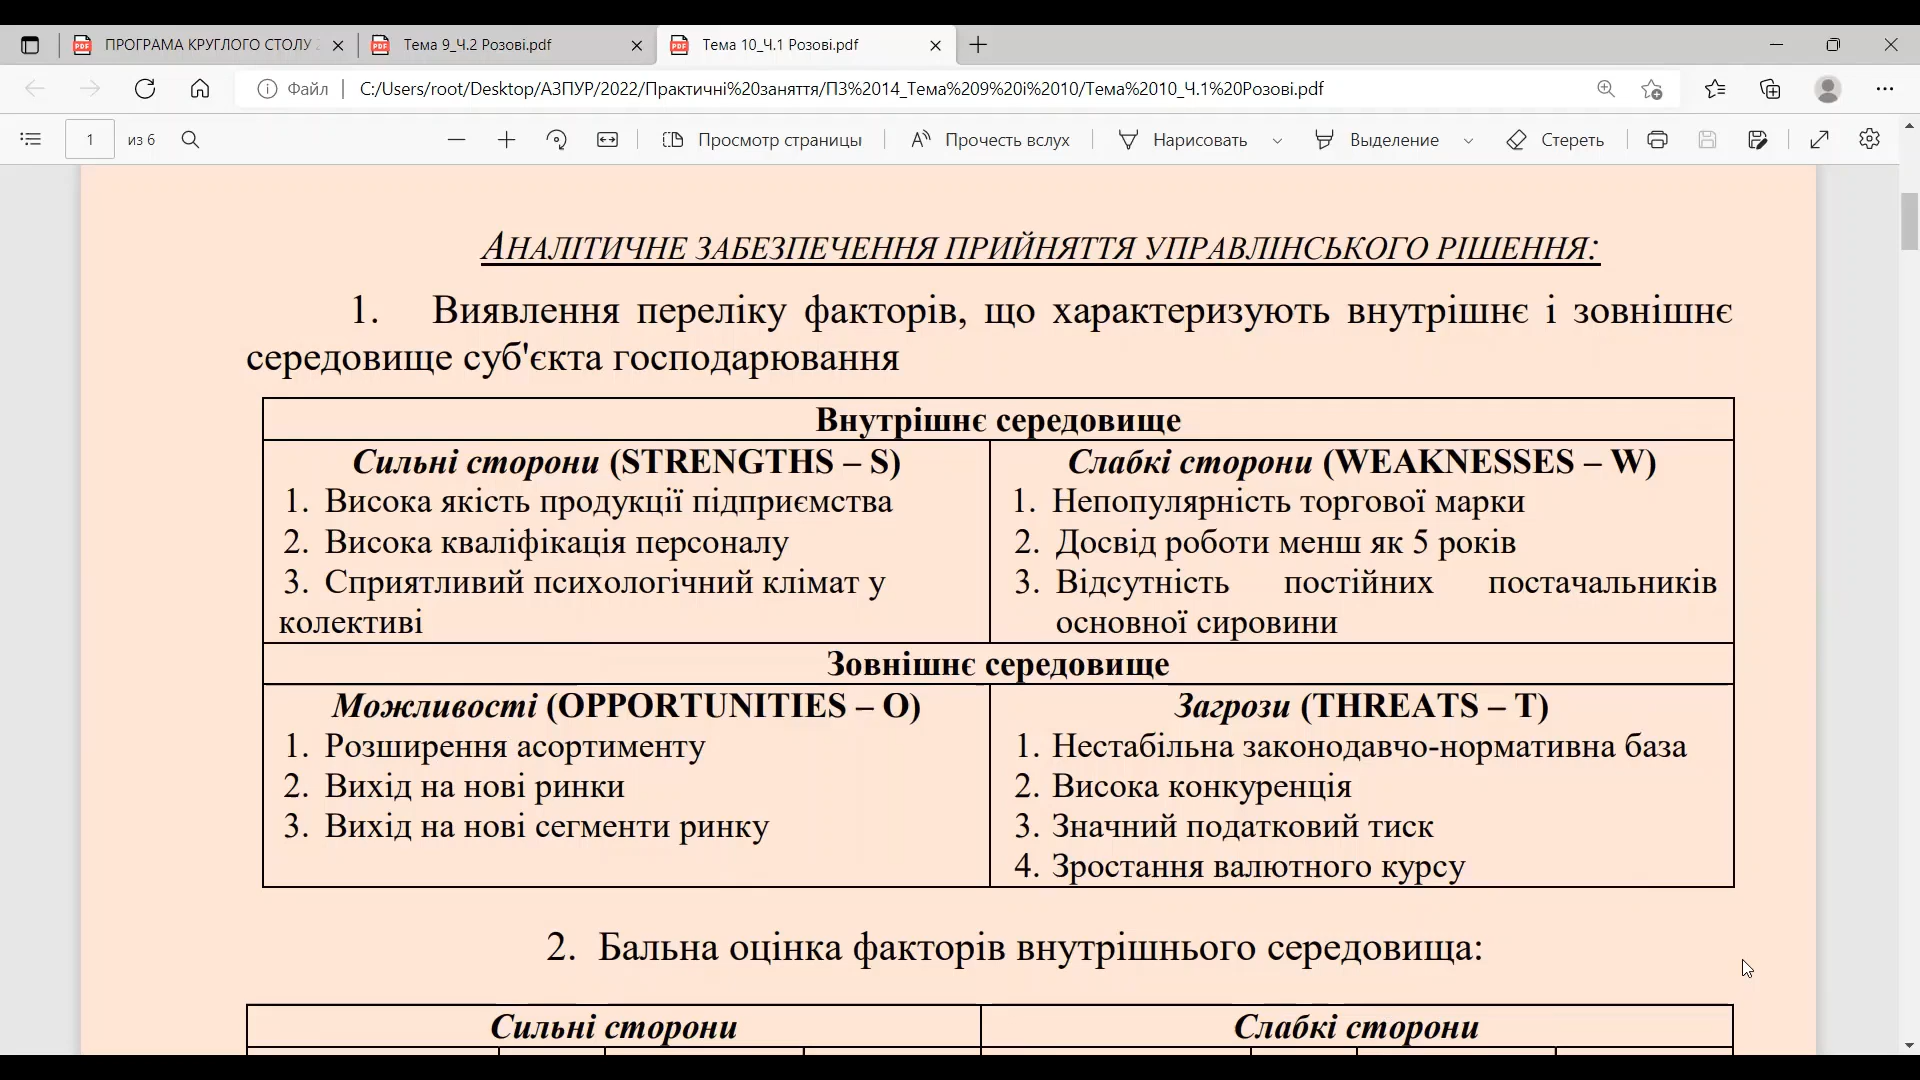 ПРОГРАМА КРУГЛОГО СТОЛУ
Тема 9_Ч.2 Розові.pdf
Тема 10_Ч.1 Розові.pdf
Файл
C:/Users/root/Desktop/АЗПУР/2022/Практичні%20заняття/ПЗ%2014_Тема%209%20і%2010/Тема%2010_Ч.1%20Розові.pdf
1 из 6
Просмотр страницы
Прочесть вслух
Нарисовать
Выделение
Стереть
АНАЛІТИЧНЕ ЗАБЕЗПЕЧЕННЯ ПРИЙНЯТТЯ УПРАВЛІНСЬКОГО РІШЕННЯ:
1. Виявлення переліку факторів, що характеризують внутрішнє і зовнішнє
середовище суб'єкта господарювання
Внутрішнє середовище
Сильні сторони (STRENGTHS – S)
1. Висока якість продукції підприємства
2. Висока кваліфікація персоналу
3. Сприятливий психологічний клімат у
колективі
Слабкі сторони (WEAKNESSES – W)
1. Непопулярність торгової марки
2. Досвід роботи менш як 5 років
3. Відсутність постійних постачальників
основної сировини
Зовнішнє середовище
Можливості (OPPORTUNITIES – O)
1. Розширення асортименту
2. Вихід на нові ринки
3. Вихід на нові сегменти ринку
Загрози (THREATS – T)
1. Нестабільна законодавчо-нормативна база
2. Висока конкуренція
3. Значний податковий тиск
4. Зростання валютного курсу
2. Бальна оцінка факторів внутрішнього середовища:
Сильні сторони
Слабкі сторони